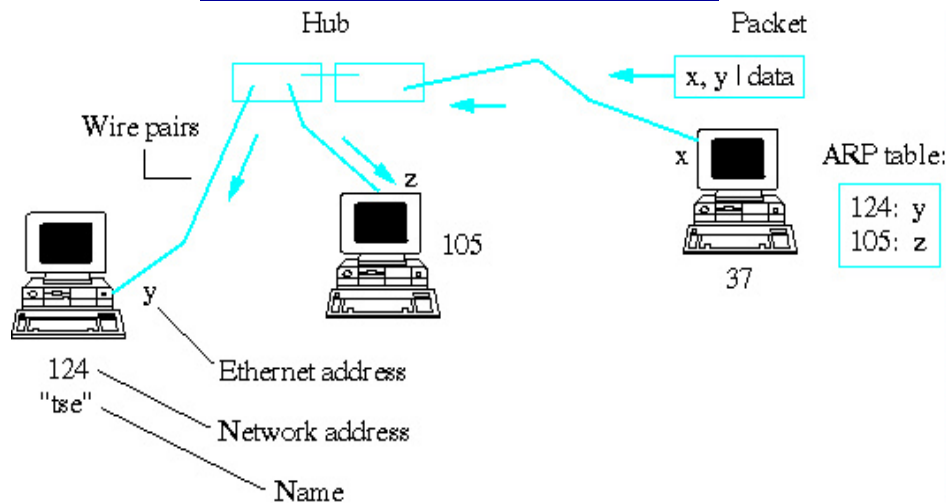 Hub
Packet
x, y | data
Wire pairs
x
ARP table:
z
124: y
105: z
105
37
y
124
Ethernet address
"tse"
Network address
Name